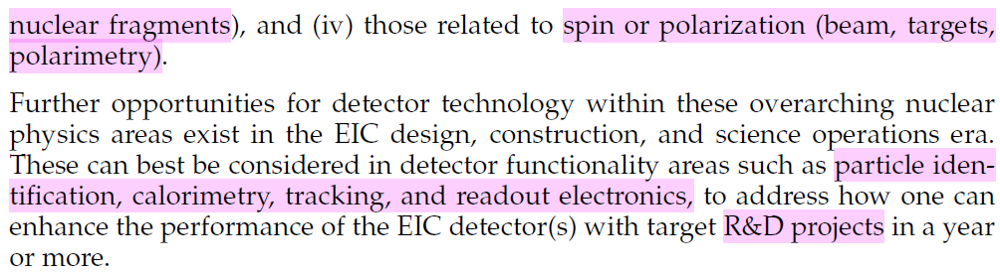 nuclear fragments), and (iv) those related to spin or polarization (beam, targets,
polarimetry).
Further opportunities for detector technology within these overarching nuclear
physics areas exist in the EIC design, construction, and science operations era.
These can best be considered in detector functionality areas such as particle iden-
tification, calorimetry, tracking, and readout electronics, to address how one can
enhance the performance of the EIC detector(s) with target R&D projects in a year
or more.